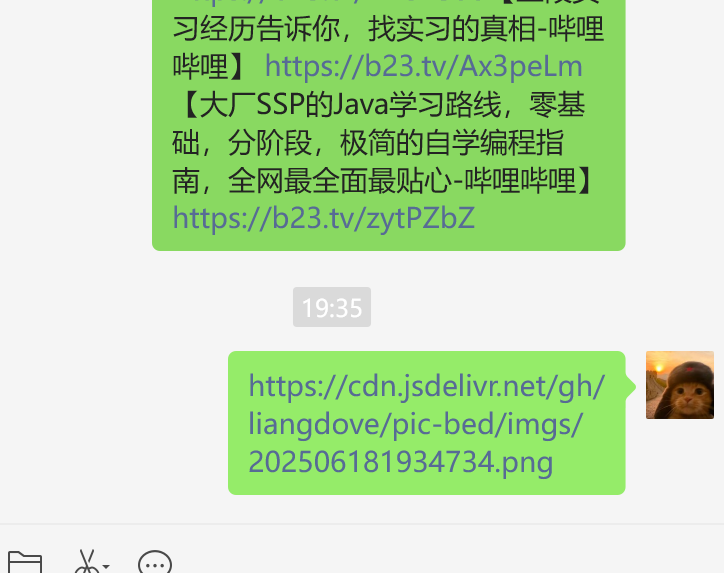 习经历告诉你，找实习的真相-哔哩
哔哩】 https://b23.tv/Ax3peLm
【大厂SSP的Java学习路线，零基
础，分阶段，极简的自学编程指
南，全网最全面最贴心-哔哩哔哩】
https://b23.tv/zytPZbZ
19:35
https://cdn.jsdelivr.net/gh/
liangdove/pic-bed/imgs/
202506181934734.png